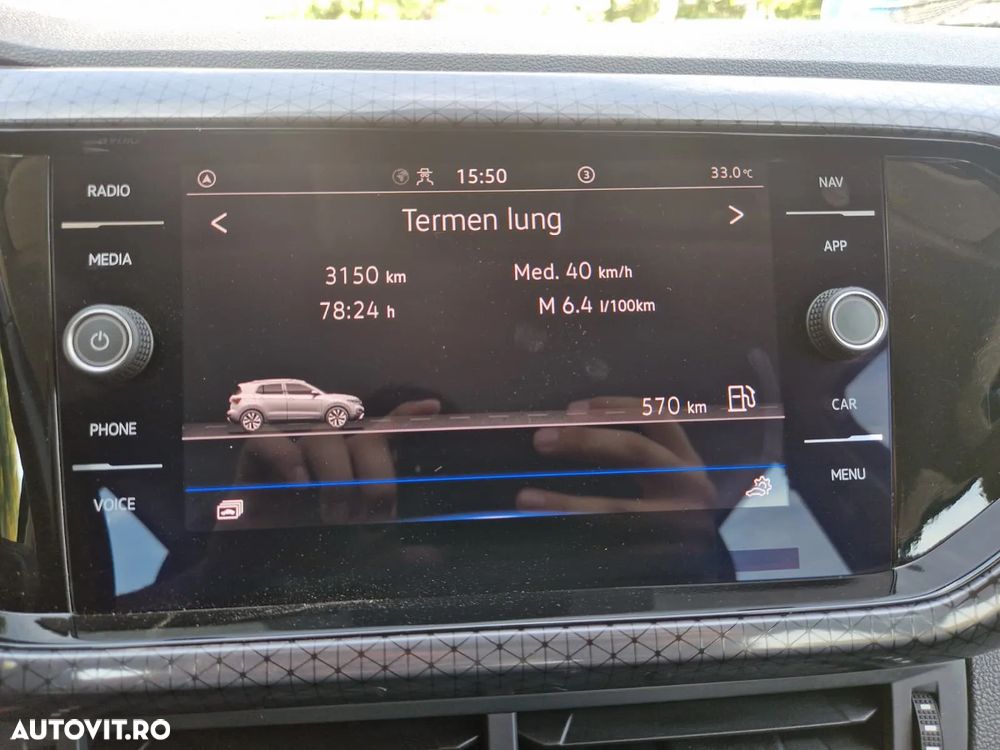 RADIO
MEDIA
PHONE
VOICE
15:50
3
33.0°C
< Termen lung >
3150 km
Med. 40 km/h
78:24 h
M 6.4 l/100km
570 km
NAV
APP
CAR
MENU
AUTOVIT.RO